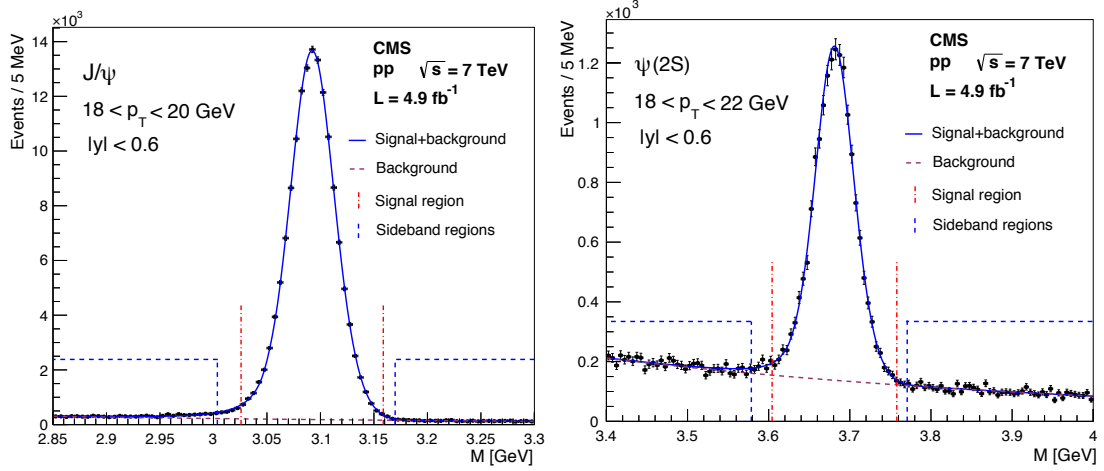 ×10³
Events / 5 MeV
14
12
10
8
6
4
2
0
J/ψ
18 < p_T < 20 GeV
|y| < 0.6
CMS
pp √s = 7 TeV
L = 4.9 fb⁻¹
Signal+background
Background
Signal region
Sideband regions
2.85 2.9 2.95 3 3.05 3.1 3.15 3.2 3.25 3.3
M [GeV]
×10³
Events / 5 MeV
1.2
1
0.8
0.6
0.4
0.2
0
ψ(2S)
18 < p_T < 22 GeV
|y| < 0.6
CMS
pp √s = 7 TeV
L = 4.9 fb⁻¹
Signal+background
Background
Signal region
Sideband regions
3.4 3.5 3.6 3.7 3.8 3.9 4
M [GeV]